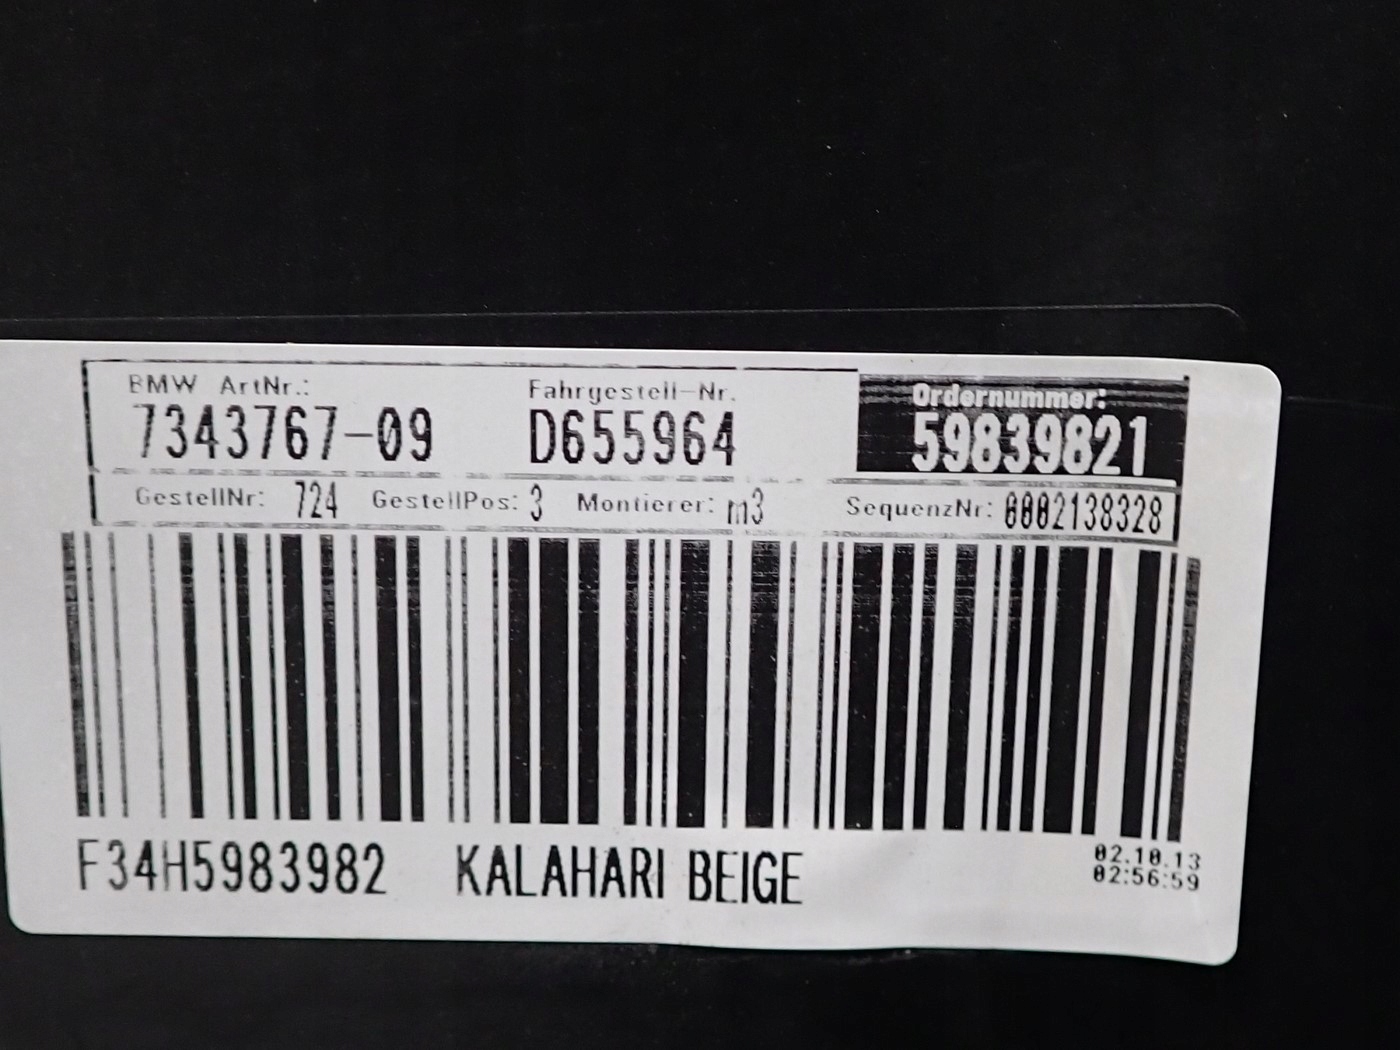 BMW ArtNr.: Fahrgestell-Nr. Ordernummer:
7343767-09 D655964 59839821
GestellNr: 724 GestellPos: 3 Montierer: m3 SequenzNr: 0002138328
F34H5983982 KALAHARI BEIGE
02.10.13
02:56:59